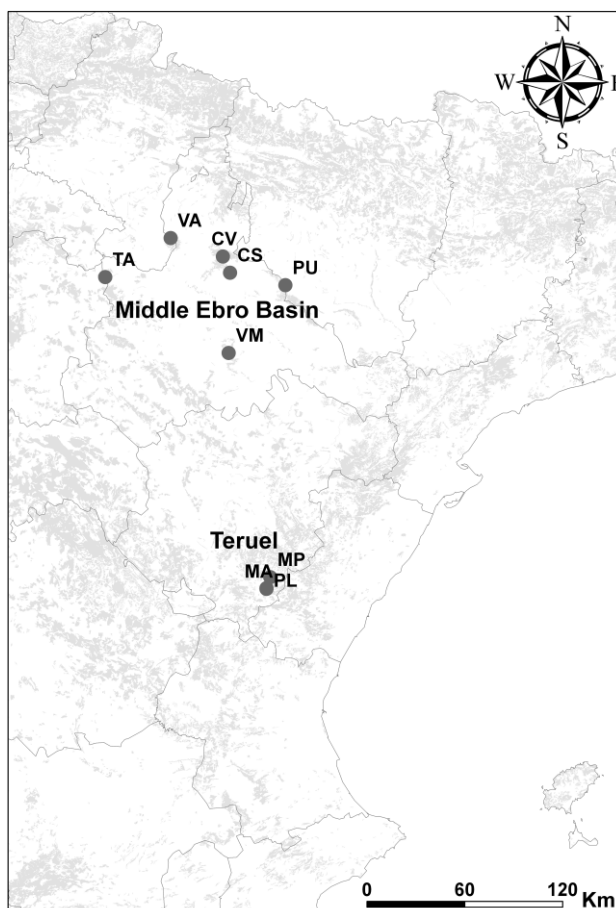 N
W
E
S
VA
CV
TA
CS
PU
Middle Ebro Basin
VM
Teruel
MP
MA
PL
0 60 120
Km